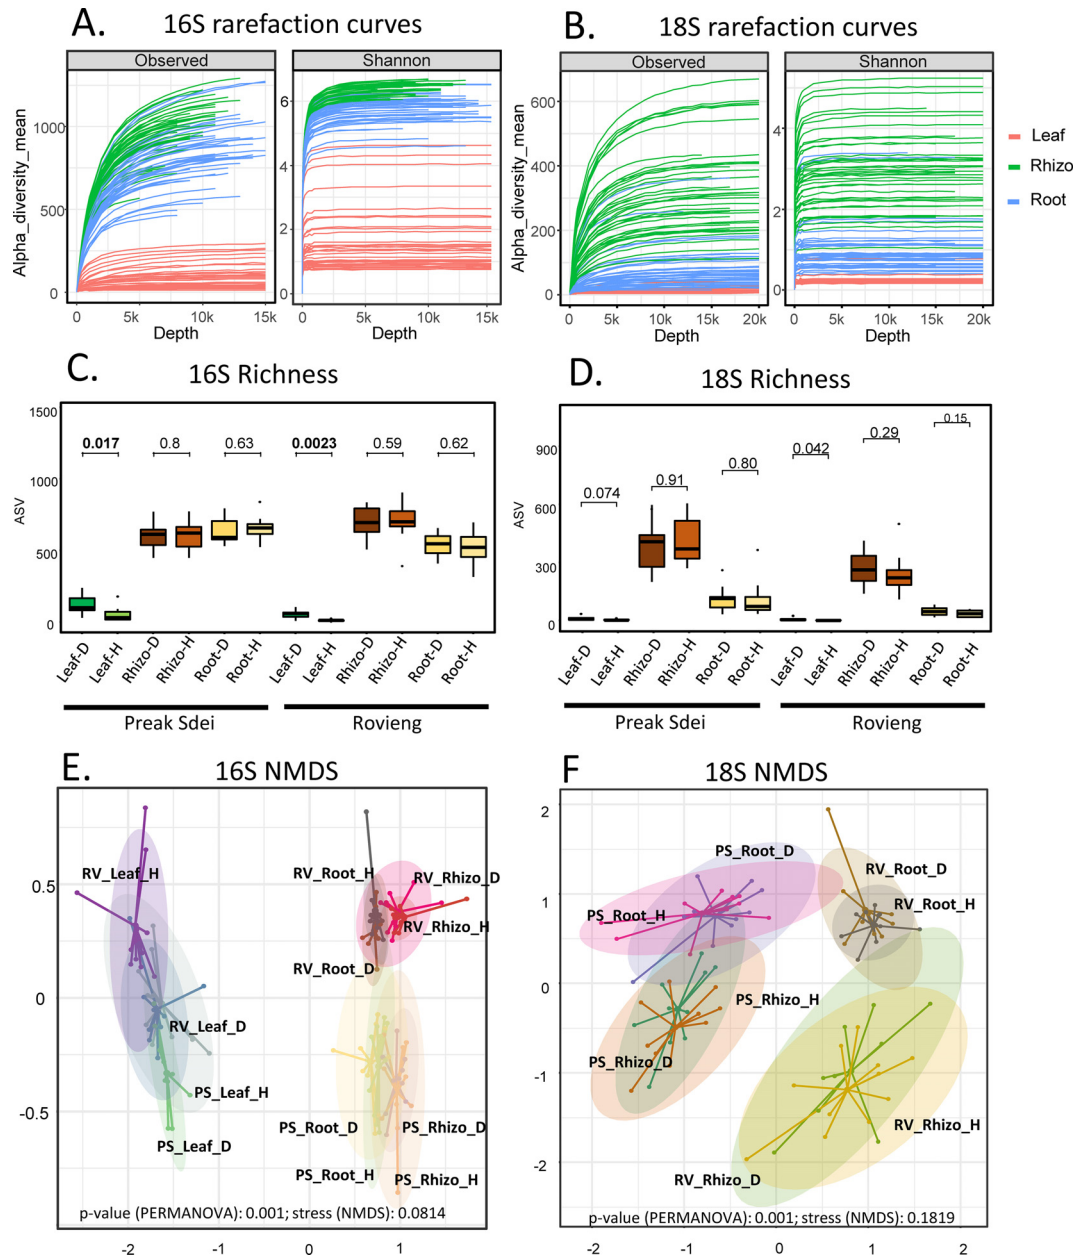 A. 16S rarefaction curves
Observed Shannon
Alpha_diversity_mean
1000
500
0
6
4
2
0
0 5k 10k 15k 0 5k 10k 15k
Depth Depth
B. 18S rarefaction curves
Observed Shannon
Alpha_diversity_mean
600
400
200
0
4
2
0
0 5k 10k 15k 20k 0 5k 10k 15k 20k
Depth Depth
Leaf
Rhizo
Root
C. 16S Richness
ASV
1500
1000
500
0
0.017 0.8 0.63 0.0023 0.59 0.62
Leaf-D Leaf-H Rhizo-D Rhizo-H Root-D Root-H Leaf-D Leaf-H Rhizo-D Rhizo-H Root-D Root-H
Preak Sdei Rovieng
D. 18S Richness
ASV
900
600
300
0
0.074 0.91 0.80 0.042 0.29 0.15
Leaf-D Leaf-H Rhizo-D Rhizo-H Root-D Root-H Leaf-D Leaf-H Rhizo-D Rhizo-H Root-D Root-H
Preak Sdei Rovieng
E. 16S NMDS
0.5
0
-0.5
RV_Leaf_H
RV_Root_H
RV_Rhizo_D
RV_Rhizo_H
RV_Root_D
RV_Leaf_D
PS_Leaf_H
PS_Leaf_D
PS_Root_D
PS_Rhizo_D
PS_Root_H
PS_Rhizo_H
p-value (PERMANOVA): 0.001; stress (NMDS): 0.0814
-2 -1 0 1
F 18S NMDS
2
1
0
-1
-2
PS_Root_D
RV_Root_D
PS_Root_H
RV_Root_H
PS_Rhizo_H
PS_Rhizo_D
RV_Rhizo_H
RV_Rhizo_D
p-value (PERMANOVA): 0.001; stress (NMDS): 0.1819
-2 -1 0 1 2